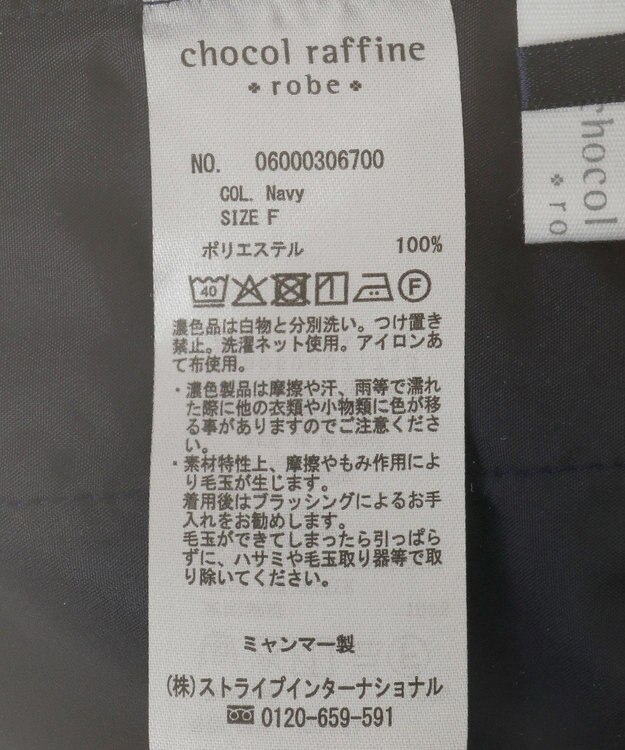 chocol raffine
robe
NO. 06000306700
COL. Navy
SIZE F
ポリエステル 100%
40 F
濃色品は白物と分別洗い。つけ置き
禁止。洗濯ネット使用。アイロンあ
て布使用。
・濃色製品は摩擦や汗、雨等で濡れ
た際に他の衣類や小物類に色が移
る事がありますのでご注意くださ
い。
・素材特性上、摩擦やもみ作用によ
り毛玉が生じます。
着用後はブラッシングによるお手
入れをお勧めします。
毛玉ができてしまったら引っぱら
ずに、ハサミや毛玉取り器等で取
り除いてください。
ミャンマー製
(株)ストライプインターナショナル
0120-659-591
chocol
ro